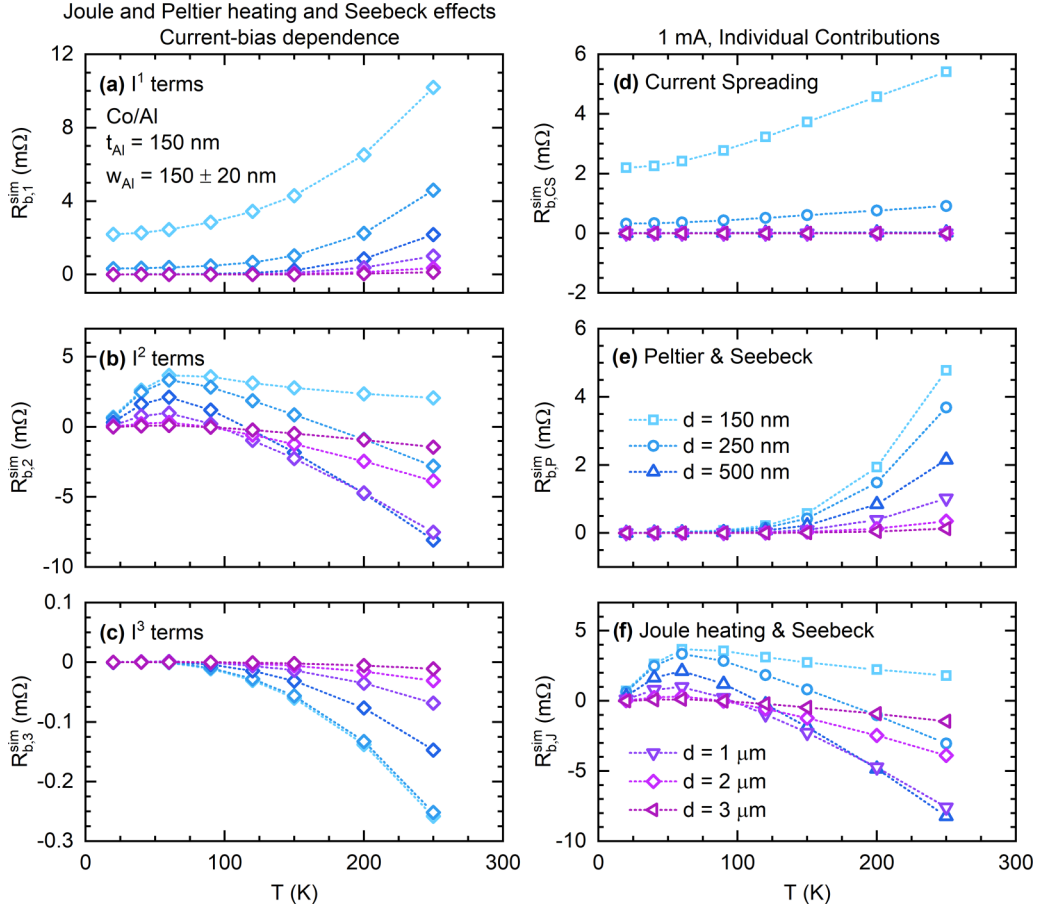 Joule and Peltier heating and Seebeck effects
Current-bias dependence
1 mA, Individual Contributions
(a) I¹ terms
Co/Al
t_Al = 150 nm
w_Al = 150 ± 20 nm
R^sim_b,1 (mΩ)
12
8
4
0
(d) Current Spreading
R^sim_b,CS (mΩ)
6
4
2
0
-2
(b) I² terms
R^sim_b,2 (mΩ)
5
0
-5
-10
(e) Peltier & Seebeck
d = 150 nm
d = 250 nm
d = 500 nm
R^sim_b,P (mΩ)
6
4
2
0
(c) I³ terms
R^sim_b,3 (mΩ)
0.1
0
-0.1
-0.2
-0.3
0
100
200
300
T (K)
(f) Joule heating & Seebeck
d = 1 μm
d = 2 μm
d = 3 μm
R^sim_b,J (mΩ)
5
0
-5
-10
0
100
200
300
T (K)